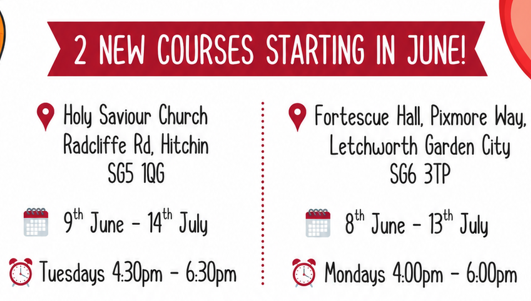 2 NEW COURSES STARTING IN JUNE!
Holy Saviour Church
Radcliffe Rd, Hitchin
SG5 1QG
9th June - 14th July
Tuesdays 4:30pm - 6:30pm
Fortescue Hall, Pixmore Way,
Letchworth Garden City
SG6 3TP
8th June - 13th July
Mondays 4:00pm - 6:00pm